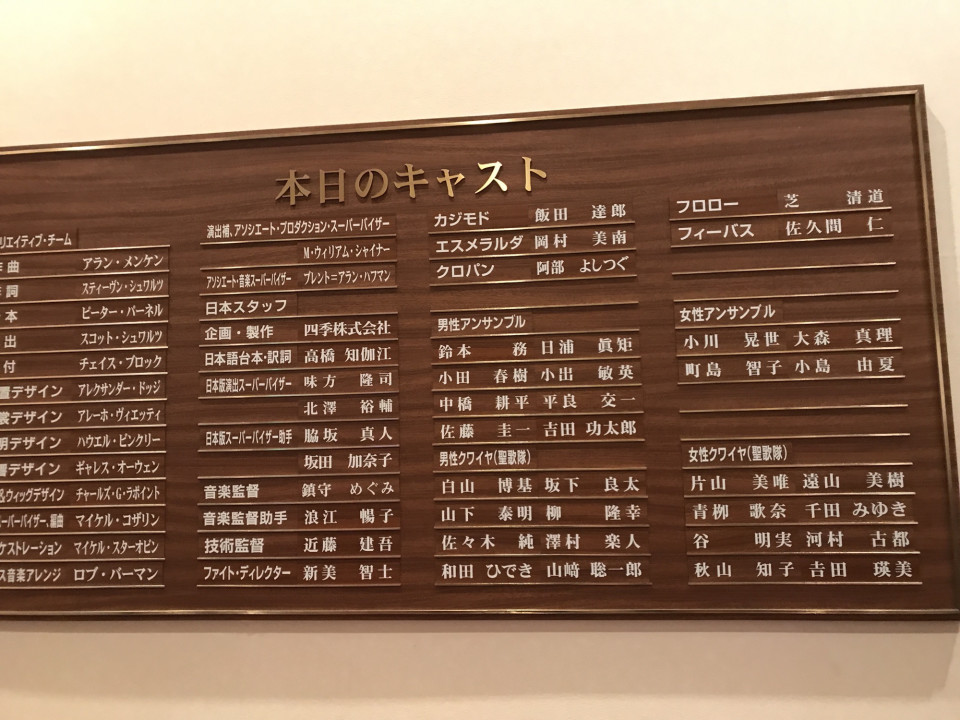 本日のキャスト
リエイティブ・チーム
作曲 アラン・メンケン
作詞 スティーヴン・シュワルツ
本 ピーター・パーネル
出 スコット・シュワルツ
付 チェイス・ブロック
デザイン アレクサンダー・ドッジ
デザイン アレーホ・ヴィエッティ
明デザイン ハウエル・ビンクリー
響デザイン ギャレス・オーウェン
&ウィッグデザイン チャールズ・G・ラポイント
ーパーバイザー、編曲 マイケル・コザリン
ケストレーション マイケル・スターオビン
ス音楽アレンジ ロブ・バーマン
演出補、アソシエート・プロダクション・スーパーバイザー
M・ウィリアム・シャイナー
アソシエート・音楽スーパーバイザー ブレント=アラン・ハフマン
日本スタッフ
企画・製作 四季株式会社
日本語台本・訳詞 高橋 知伽江
日本版演出スーパーバイザー 味方 隆司
北澤 裕輔
日本版スーパーバイザー助手 脇坂 真人
坂田 加奈子
音楽監督 鎮守 めぐみ
音楽監督助手 浪江 暢子
技術監督 近藤 建吾
ファイト・ディレクター 新美 智士
カジモド 飯田 達郎
エスメラルダ 岡村 美南
クロパン 阿部 よしつぐ
男性アンサンブル
鈴本 務 日浦 眞矩
小田 春樹 小出 敏英
中橋 耕平 平良 交一
佐藤 圭一 吉田 功太郎
男性クワイヤ(聖歌隊)
白山 博基 坂下 良太
山下 泰明 柳 隆幸
佐々木 純 澤村 楽人
和田 ひでき 山﨑 聡一郎
フロロー 芝 清道
フィーバス 佐久間 仁
女性アンサンブル
小川 晃世 大森 真理
町島 智子 小島 由夏
女性クワイヤ(聖歌隊)
片山 美唯 遠山 美樹
青栁 歌奈 千田 みゆき
谷 明実 河村 古都
秋山 知子 吉田 瑛美